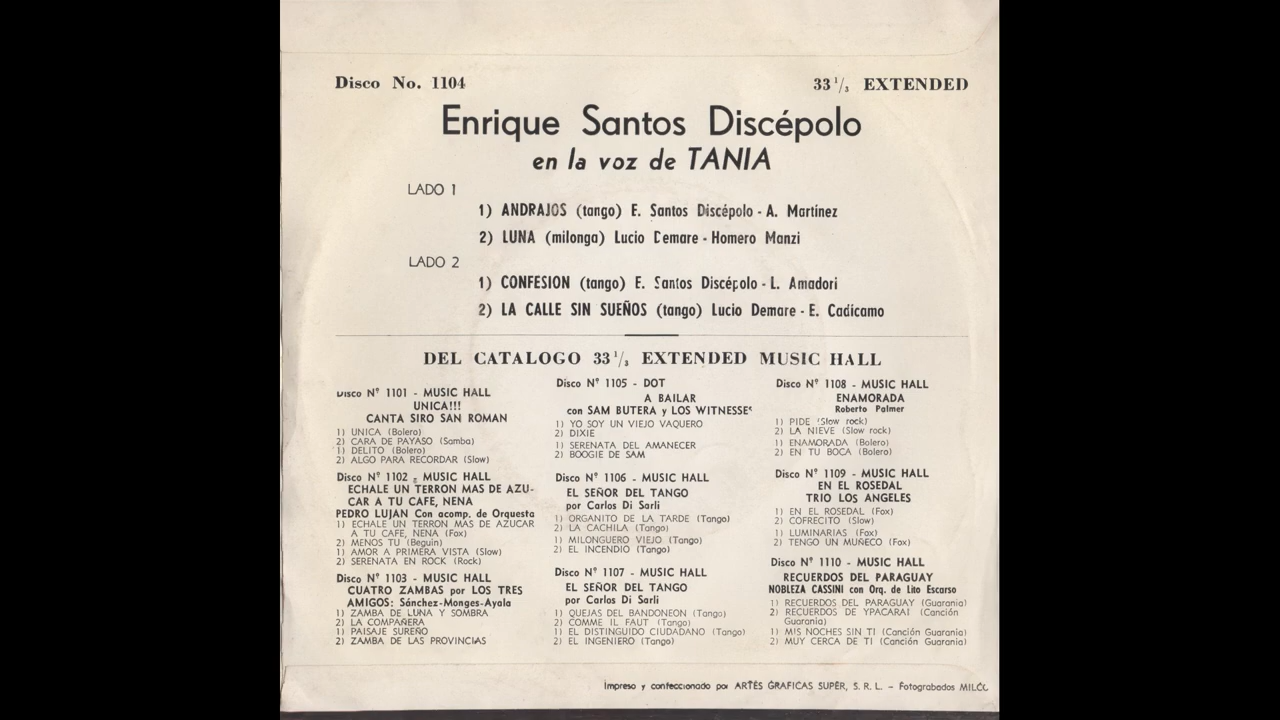 Disco No. 1104
33 1/3 EXTENDED
Enrique Santos Discépolo
en la voz de TANIA
LADO 1
1) ANDRAJOS (tango) E. Santos Discépolo - A. Martínez
2) LUNA (milonga) Lucio Demare - Homero Manzi
LADO 2
1) CONFESION (tango) E. Santos Discépolo - L. Amadori
2) LA CALLE SIN SUEÑOS (tango) Lucio Demare - E. Cadícamo
DEL CATALOGO 33 1/3 EXTENDED MUSIC HALL
Disco Nº 1101 - MUSIC HALL
UNICA!!!
CANTA SIRO SAN ROMAN
1) UNICA (Bolero)
2) CARA DE PAYASO (Samba)
1) DELITO (Bolero)
2) ALGO PARA RECORDAR (Slow)
Disco Nº 1102 - MUSIC HALL
ECHALE UN TERRON MAS DE AZU-
CAR A TU CAFE, NENA
PEDRO LUJAN Con acomp. de Orquesta
1) ECHALE UN TERRON MAS DE AZUCAR
A TU CAFE, NENA (Fox)
2) MENOS TU (Beguin)
1) AMOR A PRIMERA VISTA (Slow)
2) SERENATA EN ROCK (Rock)
Disco Nº 1103 - MUSIC HALL
CUATRO ZAMBAS por LOS TRES
AMIGOS: Sánchez-Monges-Ayala
1) ZAMBA DE LUNA Y SOMBRA
2) LA COMPAÑERA
1) PAISAJE SUREÑO
2) ZAMBA DE LAS PROVINCIAS
Disco Nº 1105 - DOT
A BAILAR
con SAM BUTERA y LOS WITNESSES
1) YO SOY UN VIEJO VAQUERO
2) DIXIE
1) SERENATA DEL AMANECER
2) BOOGIE DE SAM
Disco Nº 1106 - MUSIC HALL
EL SEÑOR DEL TANGO
por Carlos Di Sarli
1) ORGANITO DE LA TARDE (Tango)
2) LA CACHILA (Tango)
1) MILONGUERO VIEJO (Tango)
2) EL INCENDIO (Tango)
Disco Nº 1107 - MUSIC HALL
EL SEÑOR DEL TANGO
por Carlos Di Sarli
1) QUEJAS DEL BANDONEON (Tango)
2) COMME IL FAUT (Tango)
1) EL DISTINGUIDO CIUDADANO (Tango)
2) EL INGENIERO (Tango)
Disco Nº 1108 - MUSIC HALL
ENAMORADA
Roberto Palmer
1) PIDE (Slow rock)
2) LA NIEVE (Slow rock)
1) ENAMORADA (Bolero)
2) EN TU BOCA (Bolero)
Disco Nº 1109 - MUSIC HALL
EN EL ROSEDAL
TRIO LOS ANGELES
1) EN EL ROSEDAL (Fox)
2) COFRECITO (Slow)
1) LUMINARIAS (Fox)
2) TENGO UN MUÑECO (Fox)
Disco Nº 1110 - MUSIC HALL
RECUERDOS DEL PARAGUAY
NOBLEZA CASSINI con Orq. de Lito Escarso
1) RECUERDOS DEL PARAGUAY (Guarania)
2) RECUERDOS DE YPACARAI (Canción
Guarania)
1) MIS NOCHES SIN TI (Canción Guarania)
2) MUY CERCA DE TI (Canción Guarania)
Impreso y confeccionado por ARTES GRAFICAS SUPER, S. R. L. - Fotograbados